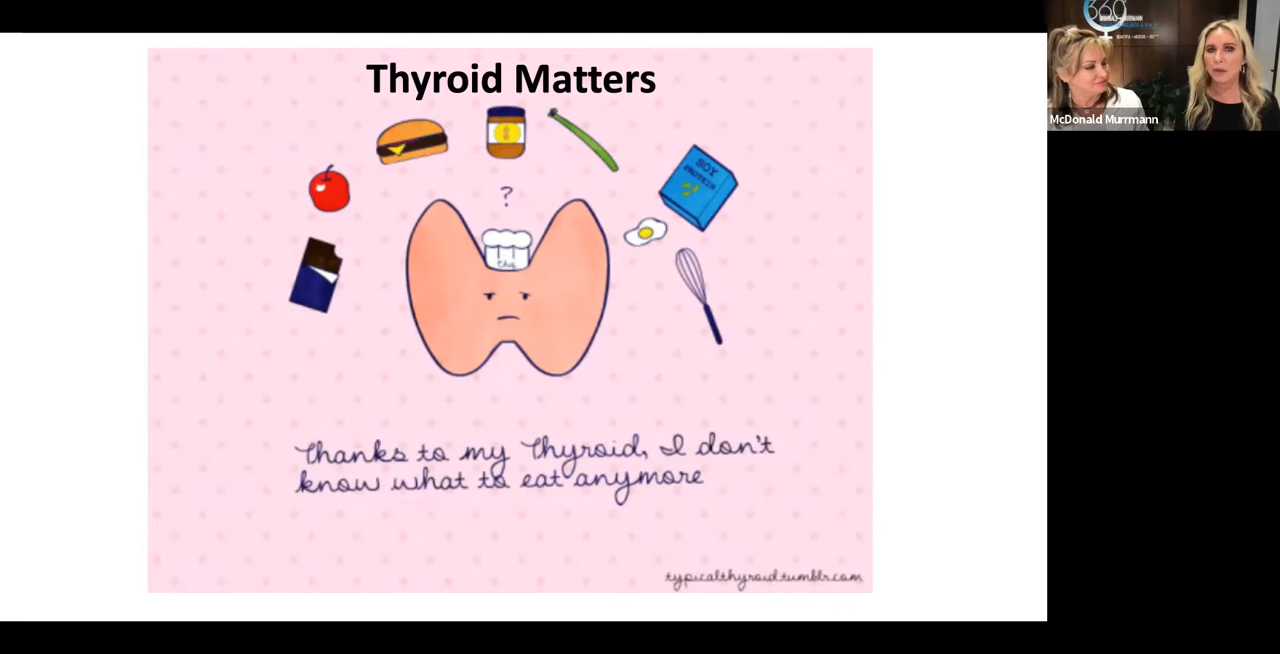 Thyroid Matters
?
SOY
PROTEIN
Thanks to my Thyroid, I don't
know what to eat anymore
typicalthyroid.tumblr.com
360
McDonald Murrmann